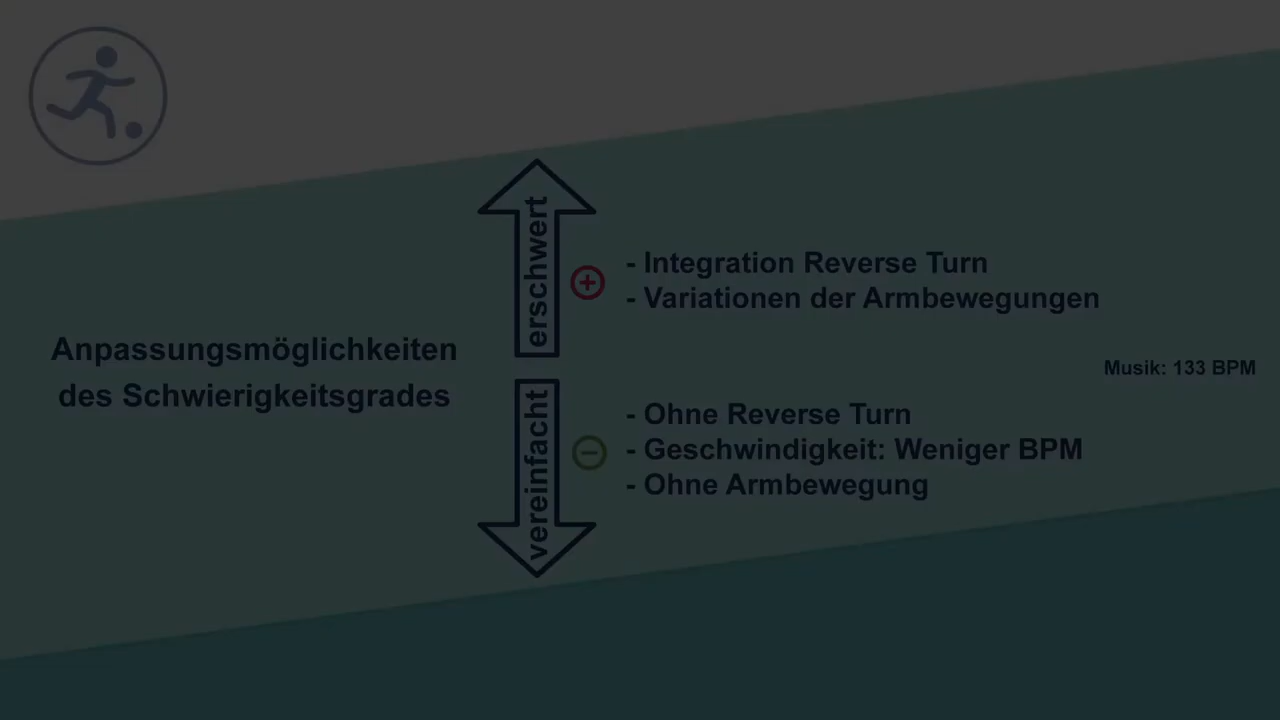 Anpassungsmöglichkeiten
des Schwierigkeitsgrades
erschwert
- Integration Reverse Turn
- Variationen der Armbewegungen
Musik: 133 BPM
vereinfacht
- Ohne Reverse Turn
- Geschwindigkeit: Weniger BPM
- Ohne Armbewegung